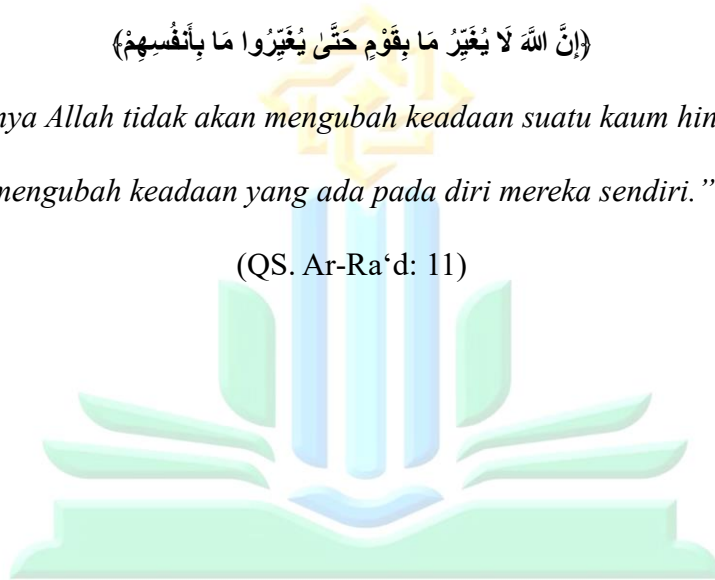 ﴿إِنَّ اللَّهَ لَا يُغَيِّرُ مَا بِقَوْمٍ حَتَّىٰ يُغَيِّرُوا مَا بِأَنفُسِهِمْ﴾
nya Allah tidak akan mengubah keadaan suatu kaum hin
mengubah keadaan yang ada pada diri mereka sendiri.”
(QS. Ar-Ra‘d: 11)